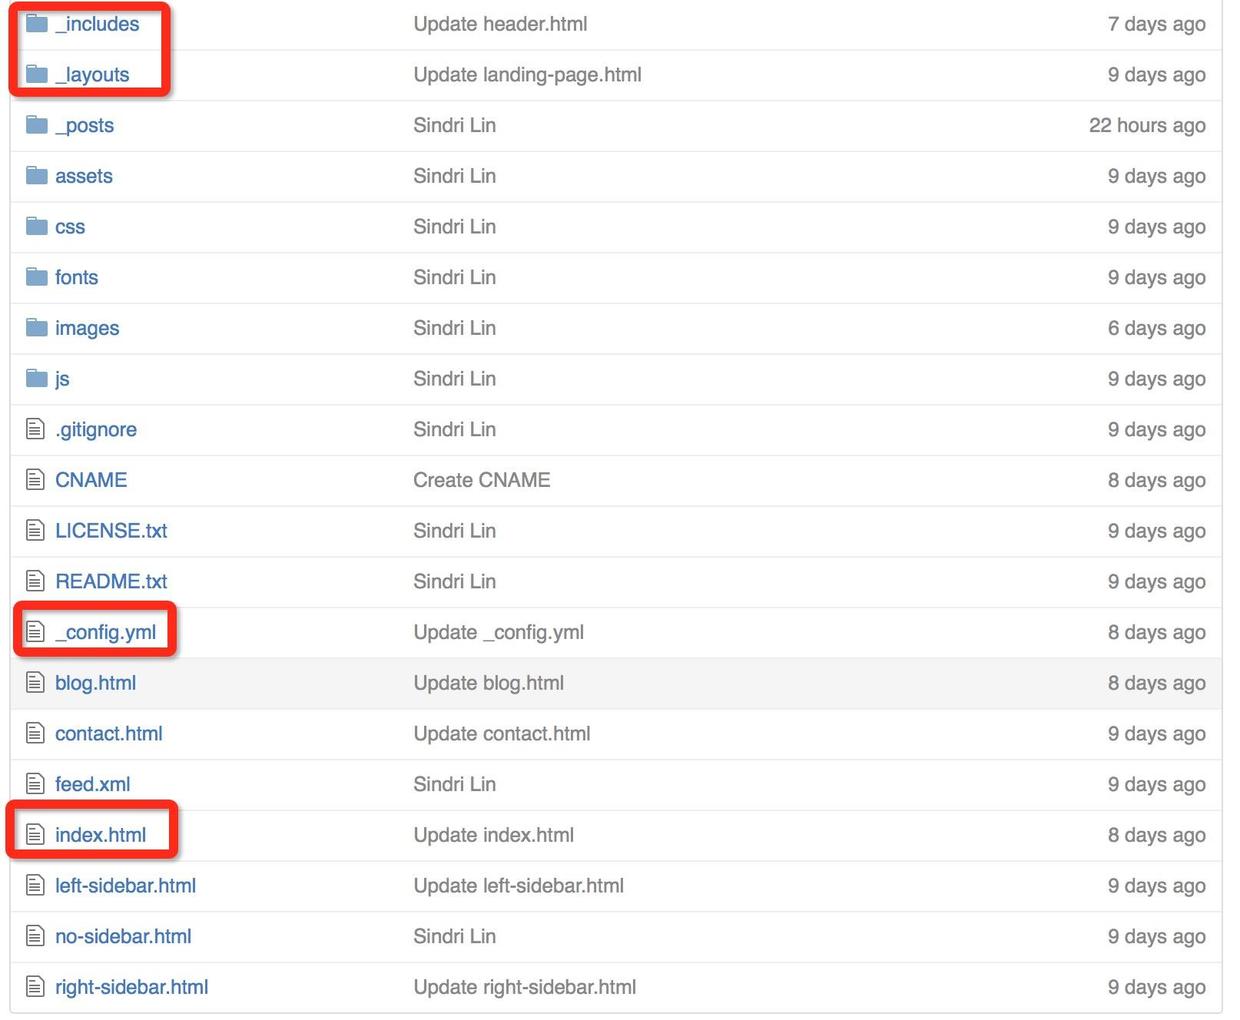 _includes Update header.html 7 days ago
_layouts Update landing-page.html 9 days ago
_posts Sindri Lin 22 hours ago
assets Sindri Lin 9 days ago
css Sindri Lin 9 days ago
fonts Sindri Lin 9 days ago
images Sindri Lin 6 days ago
js Sindri Lin 9 days ago
.gitignore Sindri Lin 9 days ago
CNAME Create CNAME 8 days ago
LICENSE.txt Sindri Lin 9 days ago
README.txt Sindri Lin 9 days ago
_config.yml Update _config.yml 8 days ago
blog.html Update blog.html 8 days ago
contact.html Update contact.html 9 days ago
feed.xml Sindri Lin 9 days ago
index.html Update index.html 8 days ago
left-sidebar.html Update left-sidebar.html 9 days ago
no-sidebar.html Sindri Lin 9 days ago
right-sidebar.html Update right-sidebar.html 9 days ago